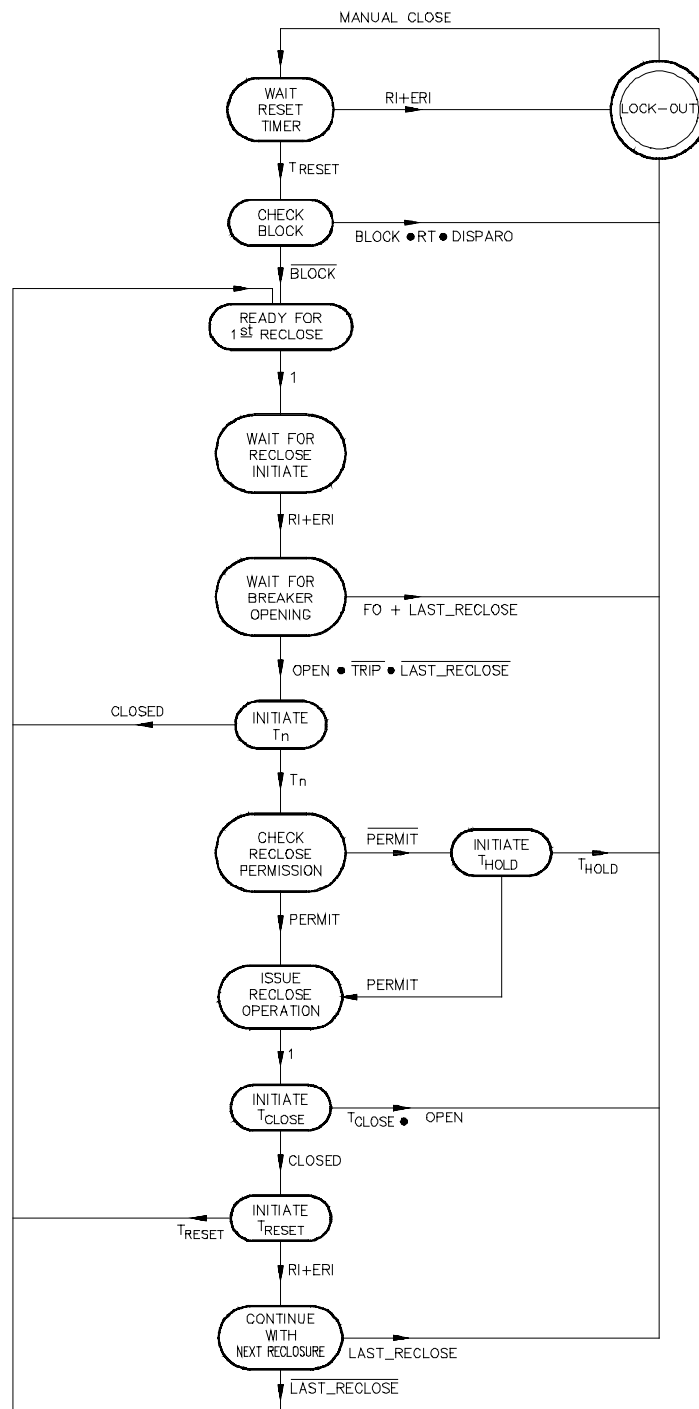 MANUAL CLOSE
WAIT
RESET
TIMER
RI+ERI
LOCK-OUT
TRESET
CHECK
BLOCK
BLOCK ● RT ● DISPARO
BLOCK
READY FOR
1 st RECLOSE
1
WAIT FOR
RECLOSE
INITIATE
RI+ERI
WAIT FOR
BREAKER
OPENING
FO + LAST_RECLOSE
OPEN ● TRIP ● LAST_RECLOSE
CLOSED
INITIATE
Tn
Tn
CHECK
RECLOSE
PERMISSION
PERMIT
INITIATE
THOLD
THOLD
PERMIT
ISSUE
RECLOSE
OPERATION
PERMIT
1
INITIATE
TCLOSE
TCLOSE ● OPEN
CLOSED
INITIATE
TRESET
TRESET
RI+ERI
CONTINUE
WITH
NEXT RECLOSURE
LAST_RECLOSE
LAST_RECLOSE